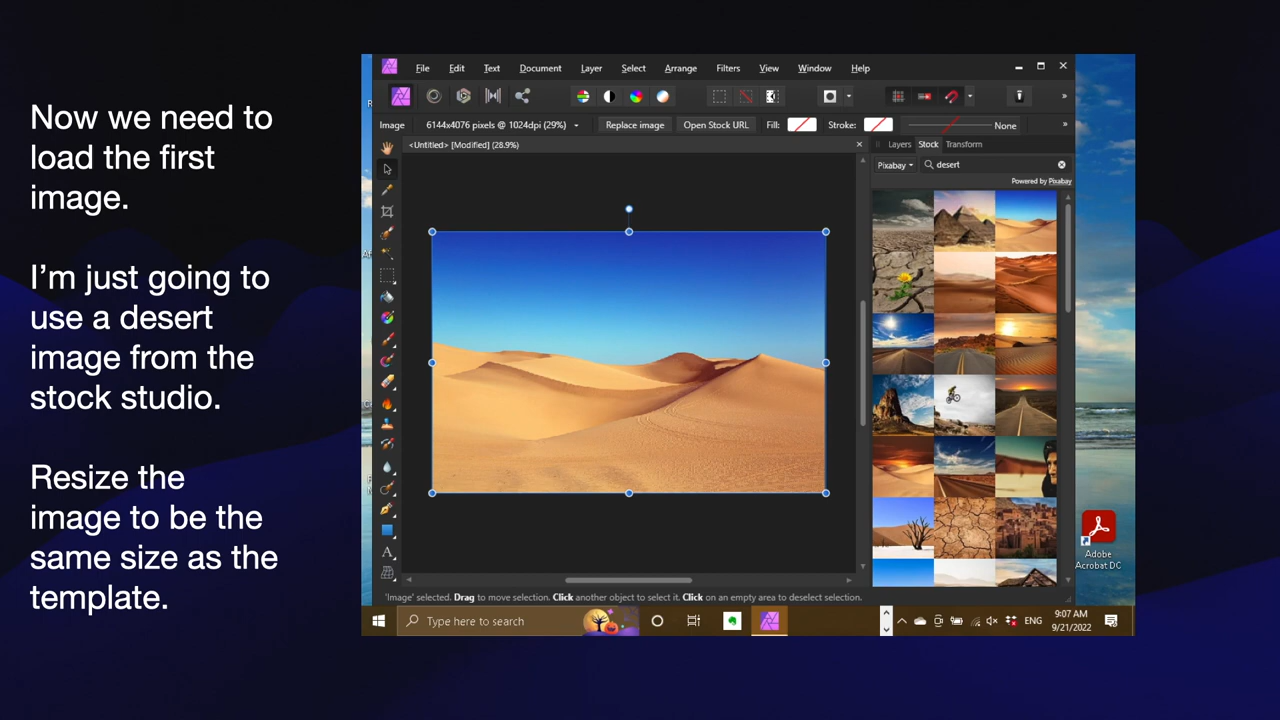 Now we need to
load the first
image.
I'm just going to
use a desert
image from the
stock studio.
Resize the
image to be the
same size as the
template.
File Edit Text Document Layer Select Arrange Filters View Window Help
Image 6144x4076 pixels @ 1024dpi (29%) Replace image Open Stock URL Fill: Stroke: None
<Untitled> [Modified] (28.9%)
Layers Stock Transform
Pixabay desert
Powered by Pixabay
Adobe
Acrobat DC
'Image' selected. Drag to move selection. Click another object to select it. Click on an empty area to deselect selection.
Type here to search
ENG
9:07 AM
9/21/2022